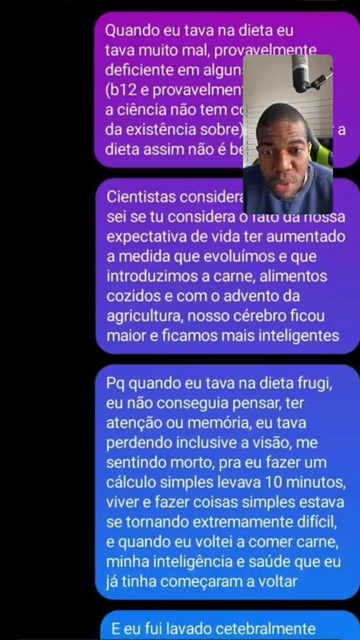 Quando eu tava na dieta eu
tava muito mal, provavelmente
deficiente em
(b12 e
a ciência não tem
da existência sobre) a
dieta assim não é
Cientistas
sei se tu considera o fato da nossa
expectativa de vida ter aumentado
a medida que evoluímos e que
introduzimos a carne, alimentos
cozidos e com o advento da
agricultura, nosso cérebro ficou
maior e ficamos mais inteligentes
Pq quando eu tava na dieta frugi,
eu não conseguia pensar, ter
atenção ou memória, eu tava
perdendo inclusive a visão, me
sentindo morto, pra eu fazer um
cálculo simples levava 10 minutos,
viver e fazer coisas simples estava
se tornando extremamente difícil,
e quando eu voltei a comer carne,
minha inteligência e saúde que eu
já tinha começaram a voltar
E eu fui lavado cetebralmente